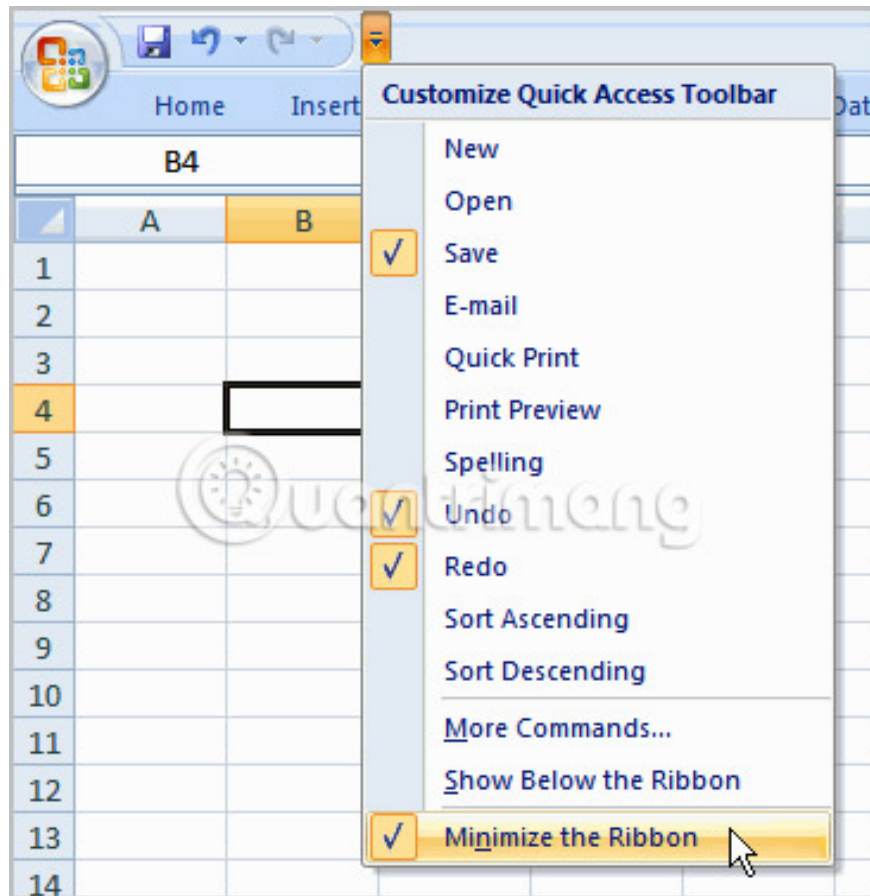 Home Insert Dat
Customize Quick Access Toolbar
B4
A B
New
Open
Save
E-mail
Quick Print
Print Preview
Spelling
Undo
Redo
Sort Ascending
Sort Descending
More Commands...
Show Below the Ribbon
Minimize the Ribbon
1
2
3
4
5
6
7
8
9
10
11
12
13
14
Quantrimang